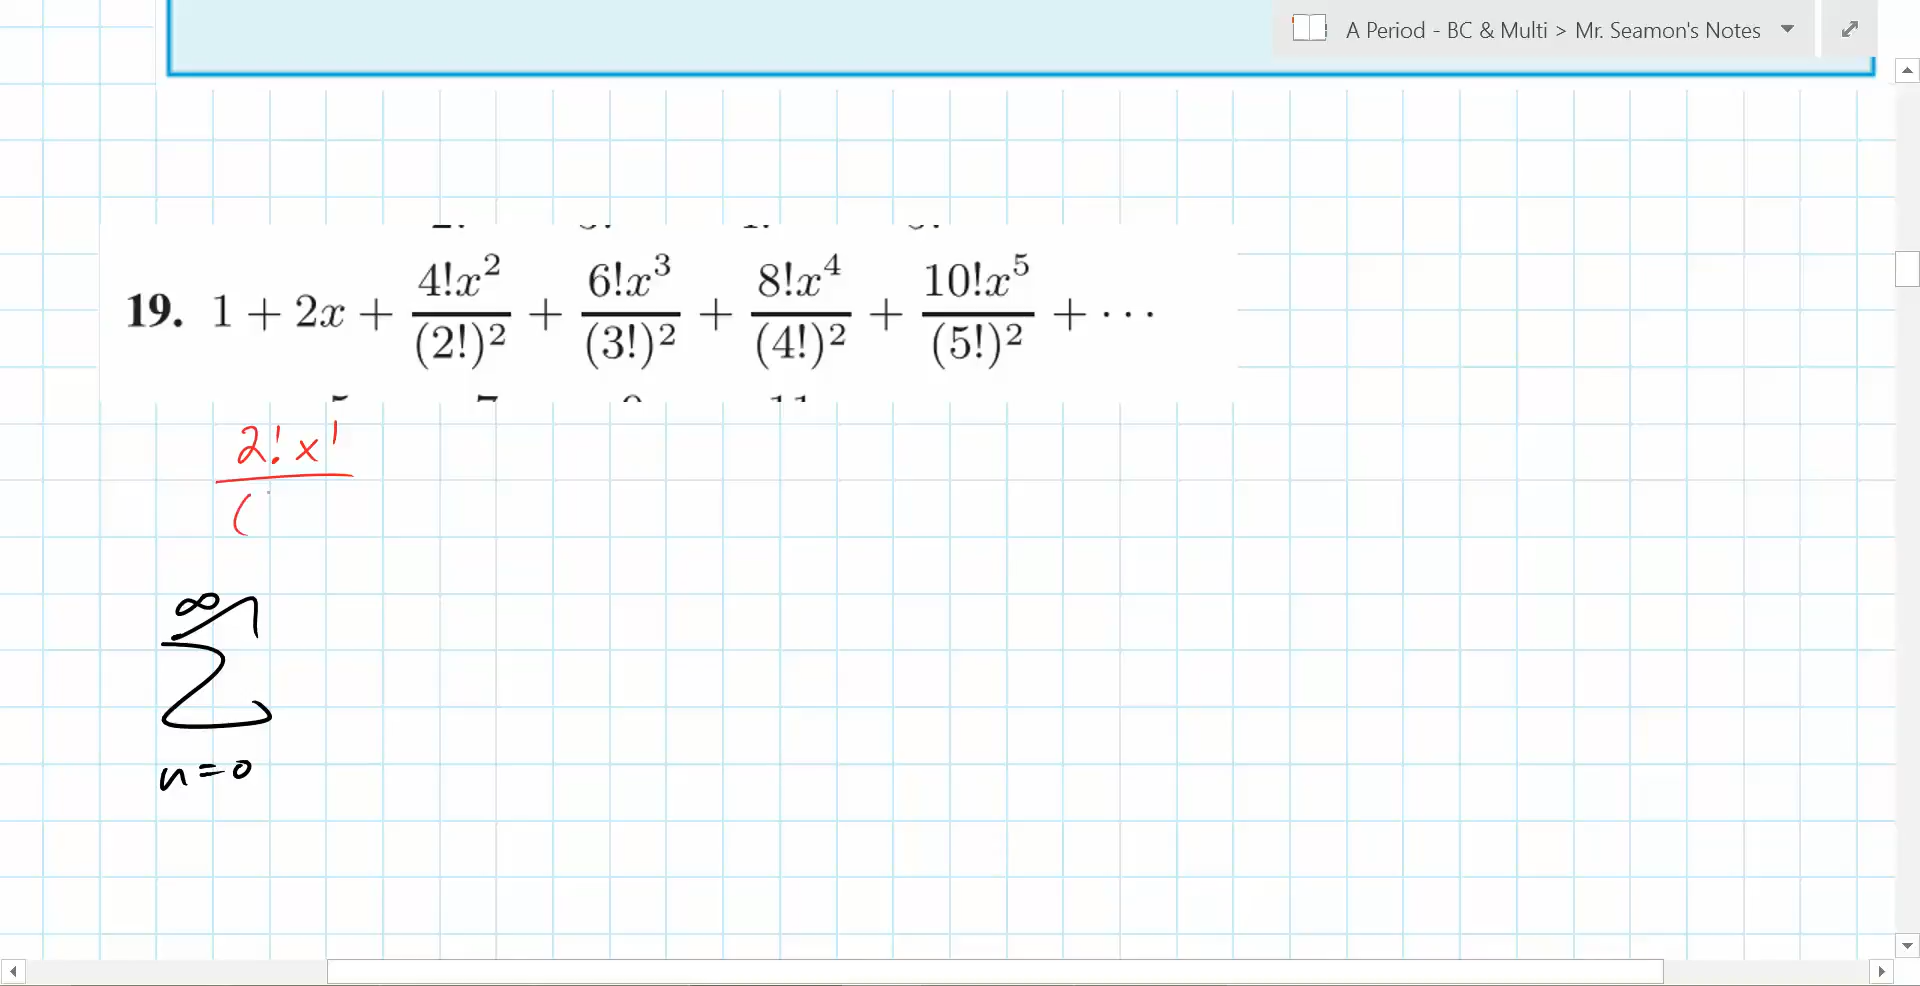 A Period - BC & Multi > Mr. Seamon's Notes
19. 1 + 2x + 4!x²/(2!)² + 6!x³/(3!)² + 8!x⁴/(4!)² + 10!x⁵/(5!)² + ···
2! x¹
(
∞
Σ
n=0